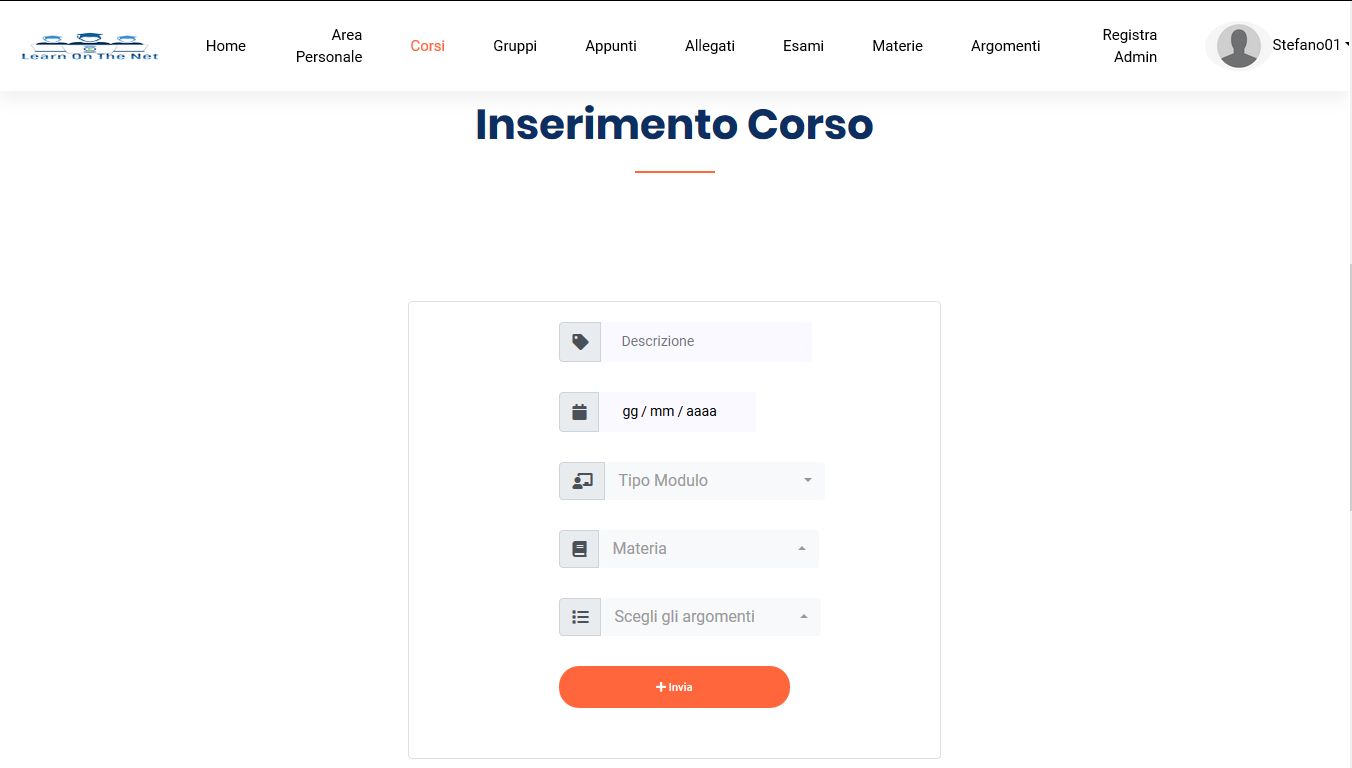 Learn On The Net
Home
Area
Personale
Corsi
Gruppi
Appunti
Allegati
Esami
Materie
Argomenti
Registra
Admin
Stefano01
Inserimento Corso
Descrizione
gg / mm / aaaa
Tipo Modulo
Materia
Scegli gli argomenti
Invia